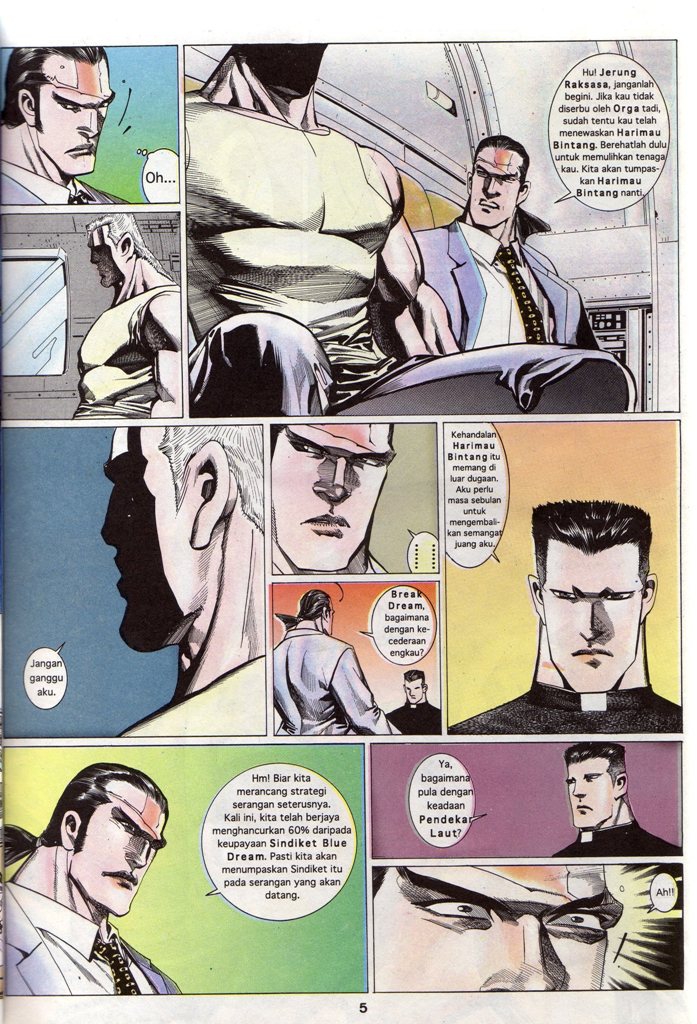 Oh...
Hu! Jerung
Raksasa, janganlah
begini. Jika kau tidak
diserbu oleh Orga tadi,
sudah tentu kau telah
menewaskan Harimau
Bintang. Berehatlah dulu
untuk memulihkan tenaga
kau. Kita akan tumpas-
kan Harimau
Bintang nanti.
Jangan
ganggu
aku.
Break
Dream,
bagaimana
dengan ke-
cederaan
engkau?
Kehandalan
Harimau
Bintang itu
memang di
luar dugaan.
Aku perlu
masa sebulan
untuk
mengembali-
kan semangat
juang aku.
Hm! Biar kita
merancang strategi
serangan seterusnya.
Kali ini, kita telah berjaya
menghancurkan 60% daripada
keupayaan Sindiket Blue
Dream. Pasti kita akan
menumpaskan Sindiket itu
pada serangan yang akan
datang.
Ya,
bagaimana
pula dengan
keadaan
Pendekar
Laut?
Ah!!
5